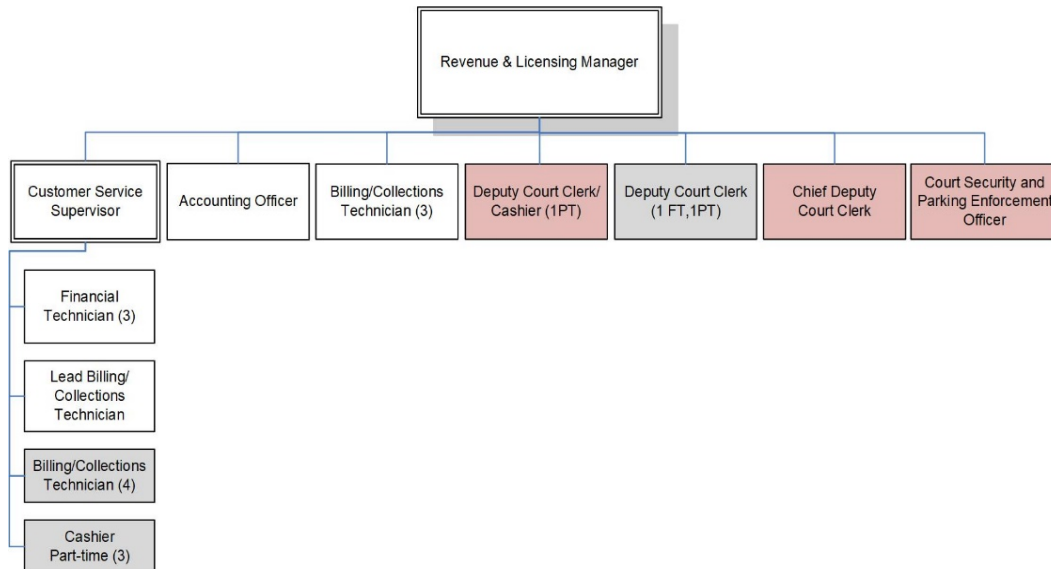 Revenue & Licensing Manager
Customer Service
Supervisor
Accounting Officer
Billing/Collections
Technician (3)
Deputy Court Clerk/
Cashier (1PT)
Deputy Court Clerk
(1 FT,1PT)
Chief Deputy
Court Clerk
Court Security and
Parking Enforcement
Officer
Financial
Technician (3)
Lead Billing/
Collections
Technician
Billing/Collections
Technician (4)
Cashier
Part-time (3)